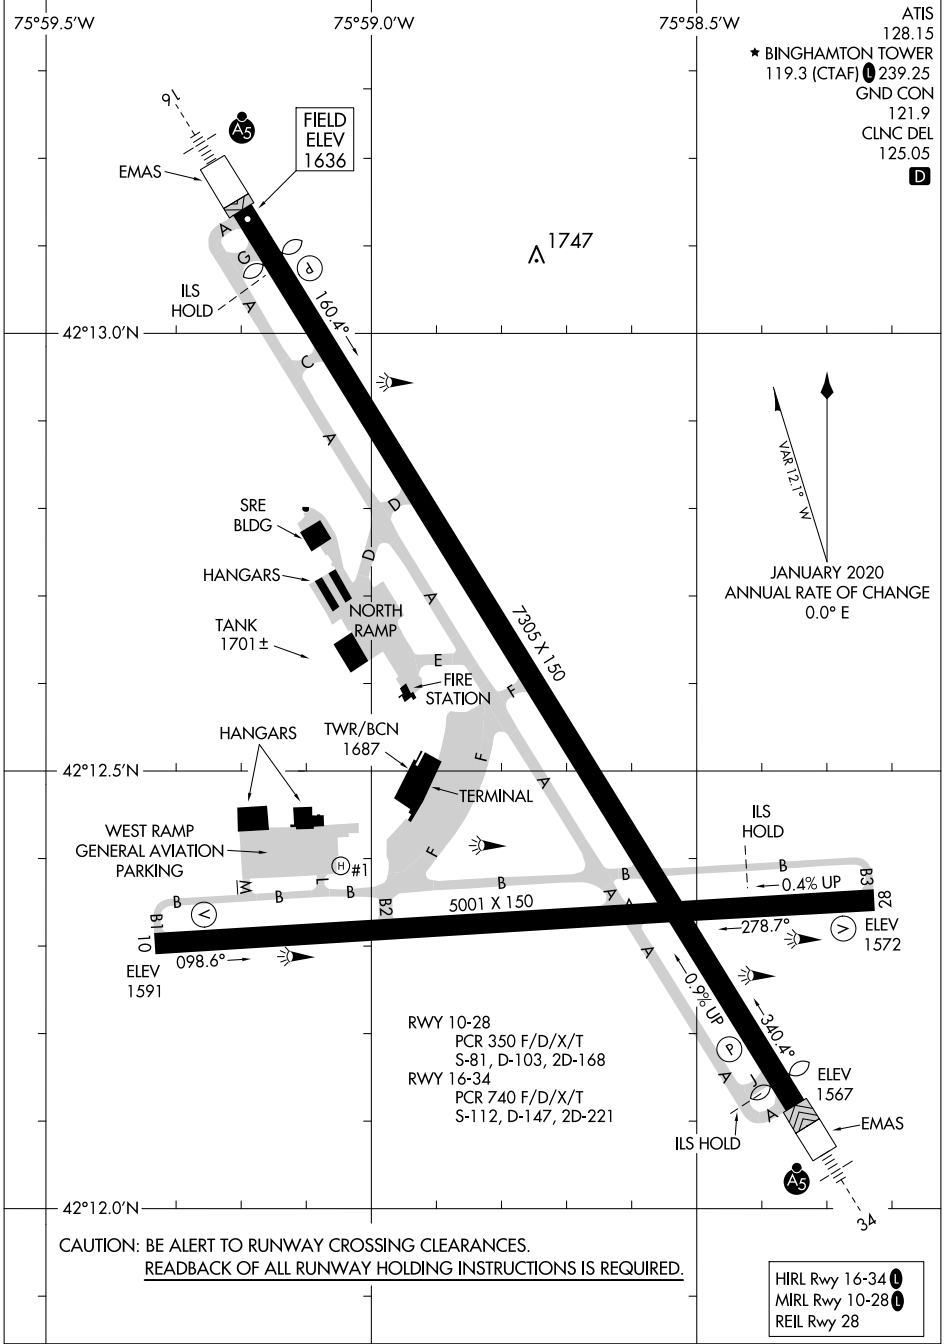 75°59.5'W
75°59.0'W
75°58.5'W
ATIS
128.15
★ BINGHAMTON TOWER
119.3 (CTAF) L 239.25
GND CON
121.9
CLNC DEL
125.05
D
16
A5
FIELD
ELEV
1636
EMAS
A
G
P
1747
ILS
HOLD
A
160.4°
42°13.0'N
C
A
VAR 12.1° W
D
SRE
BLDG
D
HANGARS
JANUARY 2020
ANNUAL RATE OF CHANGE
0.0° E
A
NORTH
RAMP
TANK
1701±
7305 X 150
E
FIRE
STATION
F
HANGARS
TWR/BCN
1687
F
42°12.5'N
A
TERMINAL
ILS
HOLD
WEST RAMP
GENERAL AVIATION
PARKING
F
H #1
B
B
B3
M
L
B
A
0.4% UP
B
B
B
B2
5001 X 150
A
28
B1
V
278.7°
V
ELEV
1572
10
098.6°
A
ELEV
1591
0.9% UP
340.4°
RWY 10-28
PCR 350 F/D/X/T
S-81, D-103, 2D-168
RWY 16-34
PCR 740 F/D/X/T
S-112, D-147, 2D-221
P
A
J
ELEV
1567
A
EMAS
ILS HOLD
A5
42°12.0'N
34
CAUTION: BE ALERT TO RUNWAY CROSSING CLEARANCES.
READBACK OF ALL RUNWAY HOLDING INSTRUCTIONS IS REQUIRED.
HIRL Rwy 16-34 L
MIRL Rwy 10-28 L
REIL Rwy 28